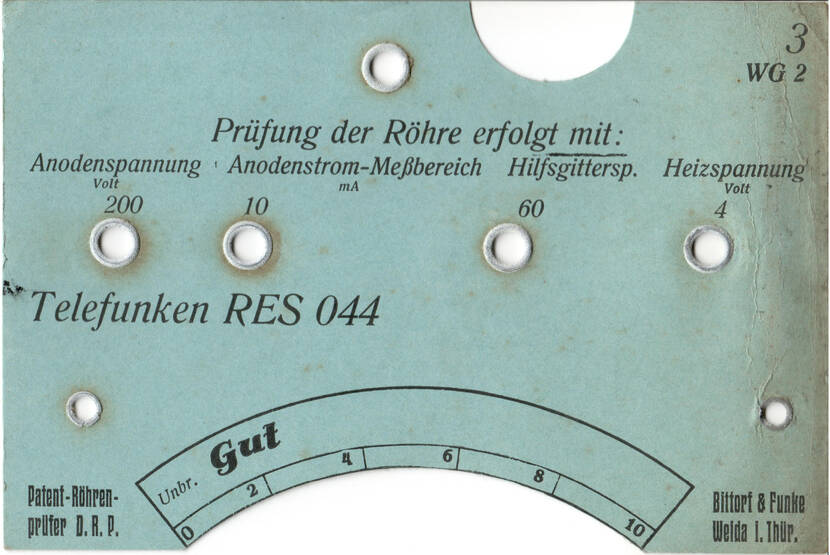 3
WG 2
Prüfung der Röhre erfolgt mit:
Anodenspannung Anodenstrom-Meßbereich Hilfsgittersp. Heizspannung
Volt mA Volt
200 10 60 4
Telefunken RES 044
Unbr. Gut
0 2 4 6 8 10
Patent-Röhren-
prüfer D. R. P.
Bittorf & Funke
Weida i. Thür.